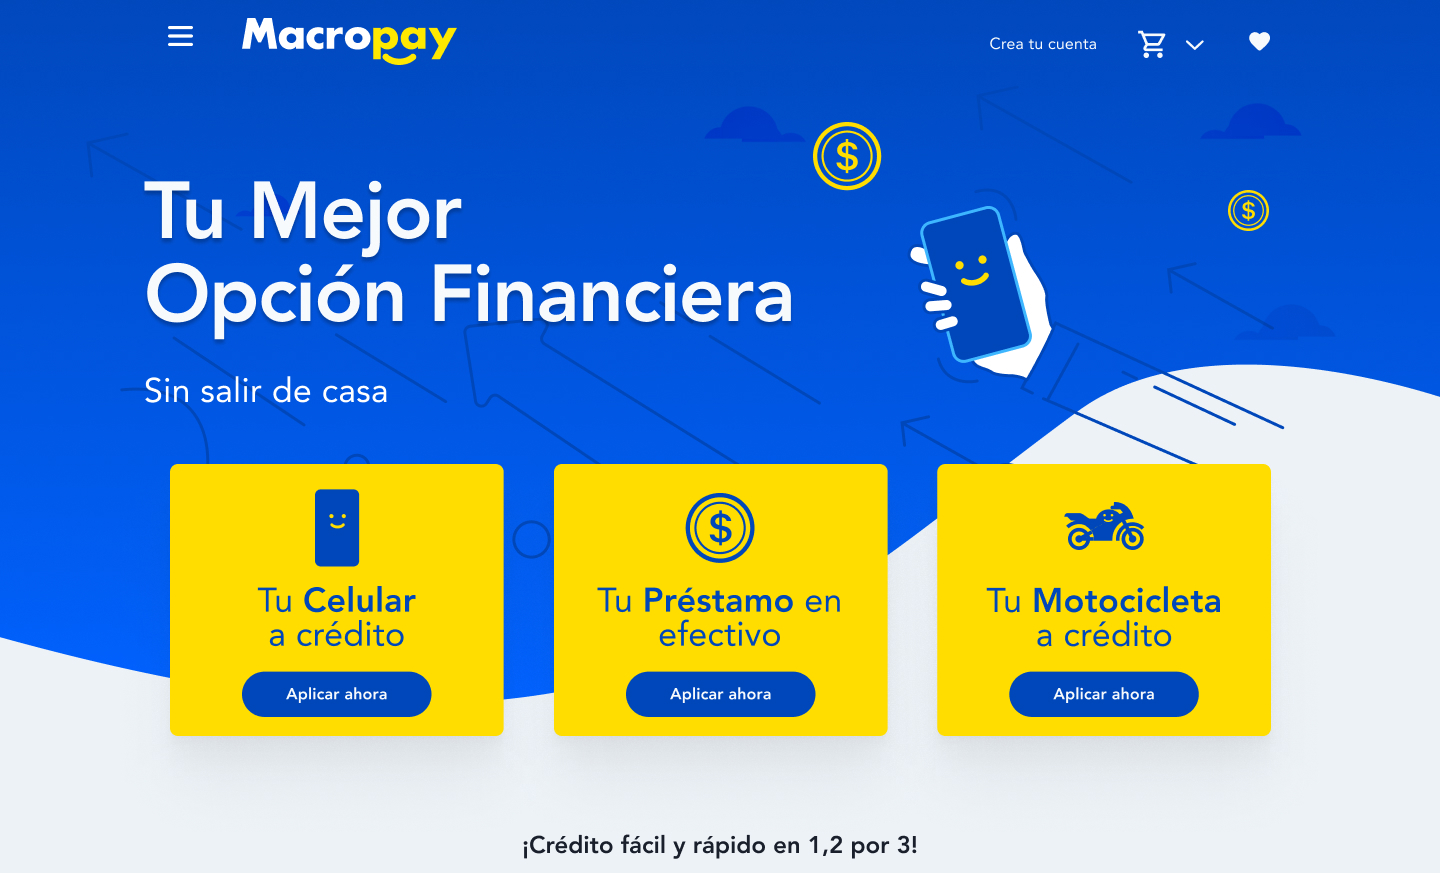 Macropay
Crea tu cuenta
$
$
Tu Mejor
Opción Financiera
Sin salir de casa
Tu Celular
a crédito
Aplicar ahora
$
Tu Préstamo en
efectivo
Aplicar ahora
Tu Motocicleta
a crédito
Aplicar ahora
¡Crédito fácil y rápido en 1,2 por 3!